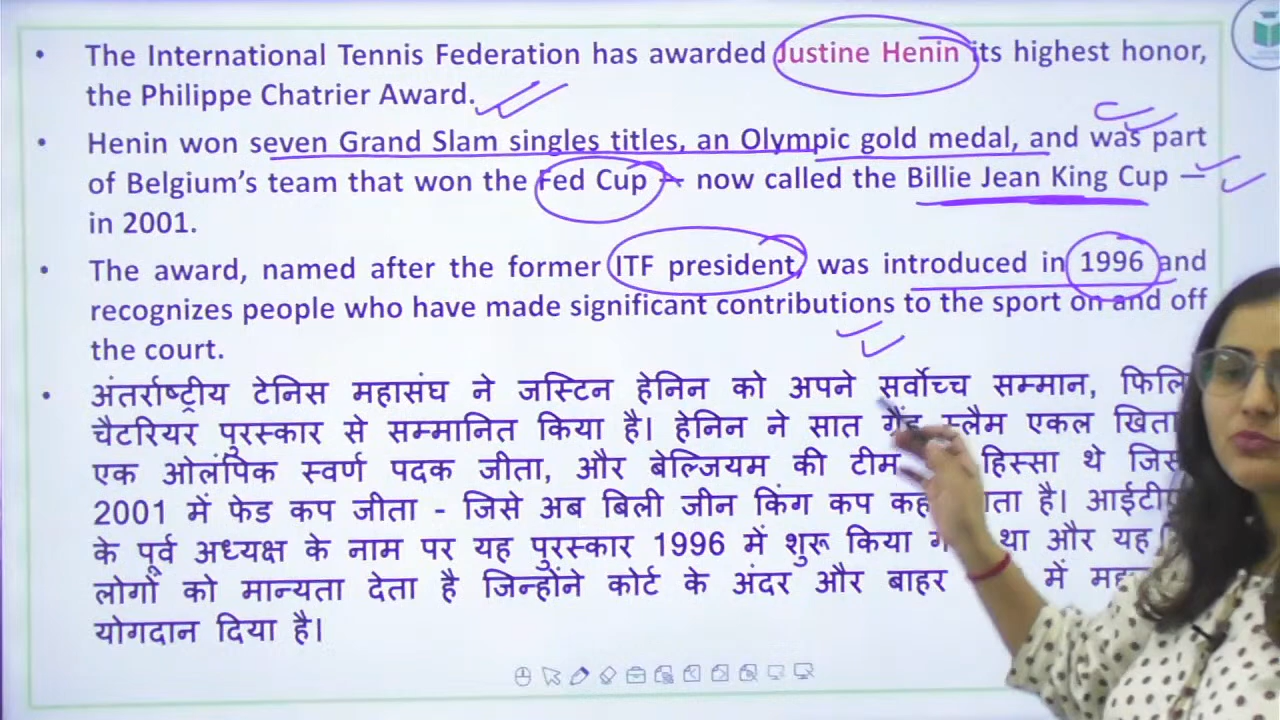 • The International Tennis Federation has awarded Justine Henin its highest honor,
the Philippe Chatrier Award.
• Henin won seven Grand Slam singles titles, an Olympic gold medal, and was part
of Belgium's team that won the Fed Cup — now called the Billie Jean King Cup —
in 2001.
• The award, named after the former ITF president, was introduced in 1996 and
recognizes people who have made significant contributions to the sport on and off
the court.
• अंतर्राष्ट्रीय टेनिस महासंघ ने जस्टिन हेनिन को अपने सर्वोच्च सम्मान,
चैटरियर पुरस्कार से सम्मानित किया है। हेनिन ने सात एकल
एक ओलंपिक स्वर्ण पदक जीता, और बेल्जियम की टीम हिस्सा थे
2001 में फेड कप जीता - जिसे अब बिली जीन किंग कप है।
के पूर्व अध्यक्ष के नाम पर यह पुरस्कार 1996 में शुरू किया था और यह
लोगों को मान्यता देता है जिन्होंने कोर्ट के अंदर और बाहर में
योगदान दिया है।